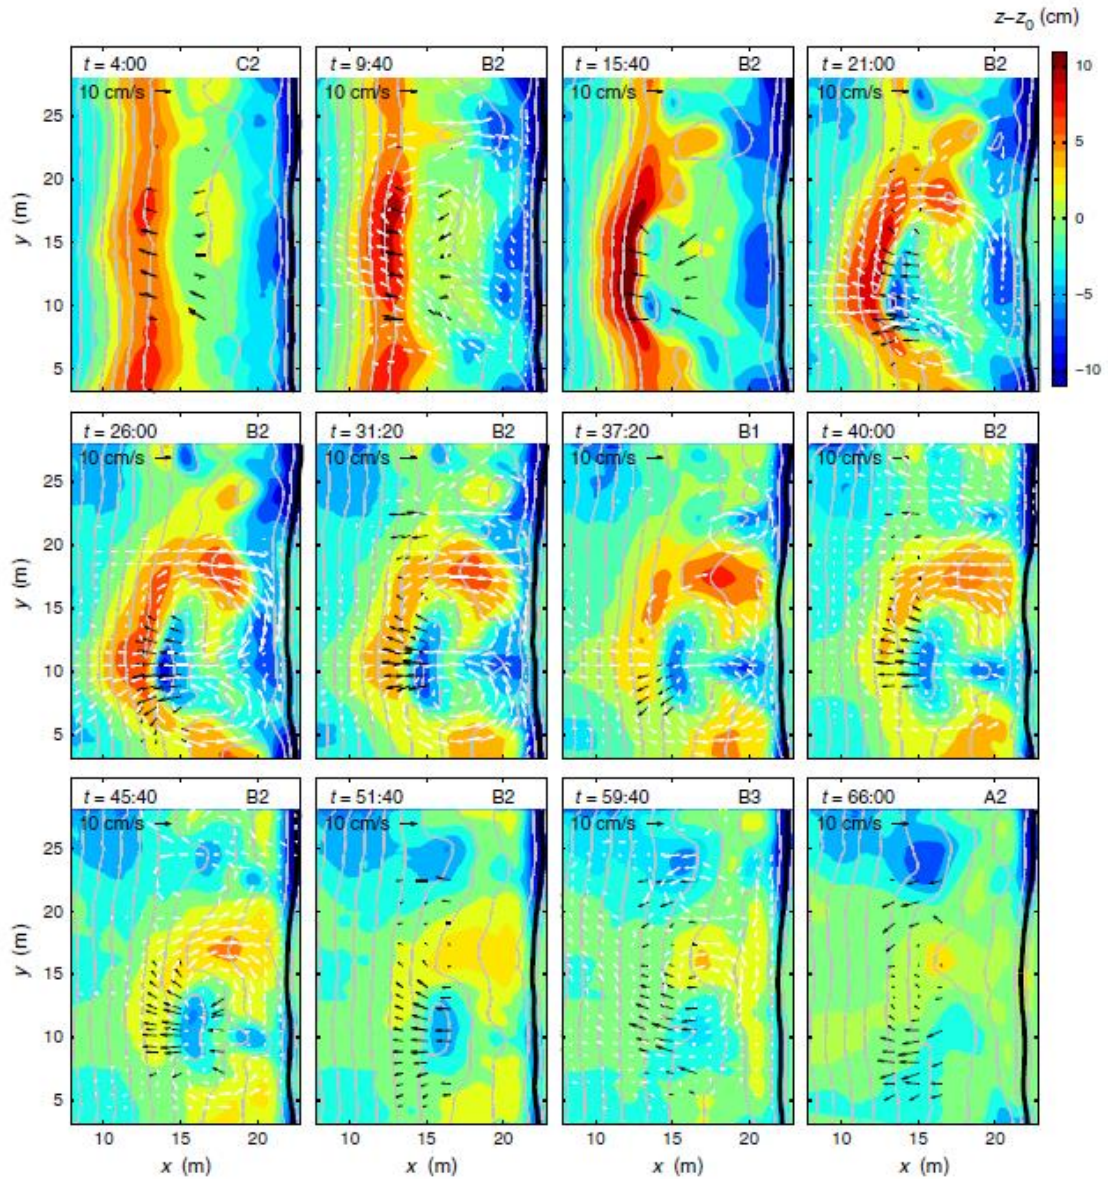 z–z₀ (cm)
t = 4:00 C2 t = 9:40 B2 t = 15:40 B2 t = 21:00 B2
10 cm/s 10 cm/s 10 cm/s 10 cm/s
10
5
0
−5
−10
25
20
15
10
5
y (m)
t = 26:00 B2 t = 31:20 B2 t = 37:20 B1 t = 40:00 B2
10 cm/s 10 cm/s 10 cm/s 10 cm/s
25
20
15
10
5
y (m)
t = 45:40 B2 t = 51:40 B2 t = 59:40 B3 t = 66:00 A2
10 cm/s 10 cm/s 10 cm/s 10 cm/s
25
20
15
10
5
y (m)
10 15 20 10 15 20 10 15 20 10 15 20
x (m) x (m) x (m) x (m)